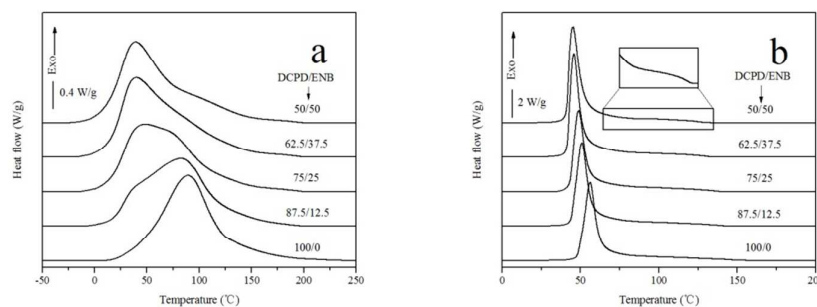 a
Exo
0.4 W/g
DCPD/ENB
50/50
62.5/37.5
75/25
87.5/12.5
100/0
Heat flow (W/g)
-50 0 50 100 150 200 250
Temperature (℃)
b
Exo
2 W/g
DCPD/ENB
50/50
62.5/37.5
75/25
87.5/12.5
100/0
Heat flow (W/g)
0 50 100 150 200
Temperature (℃)